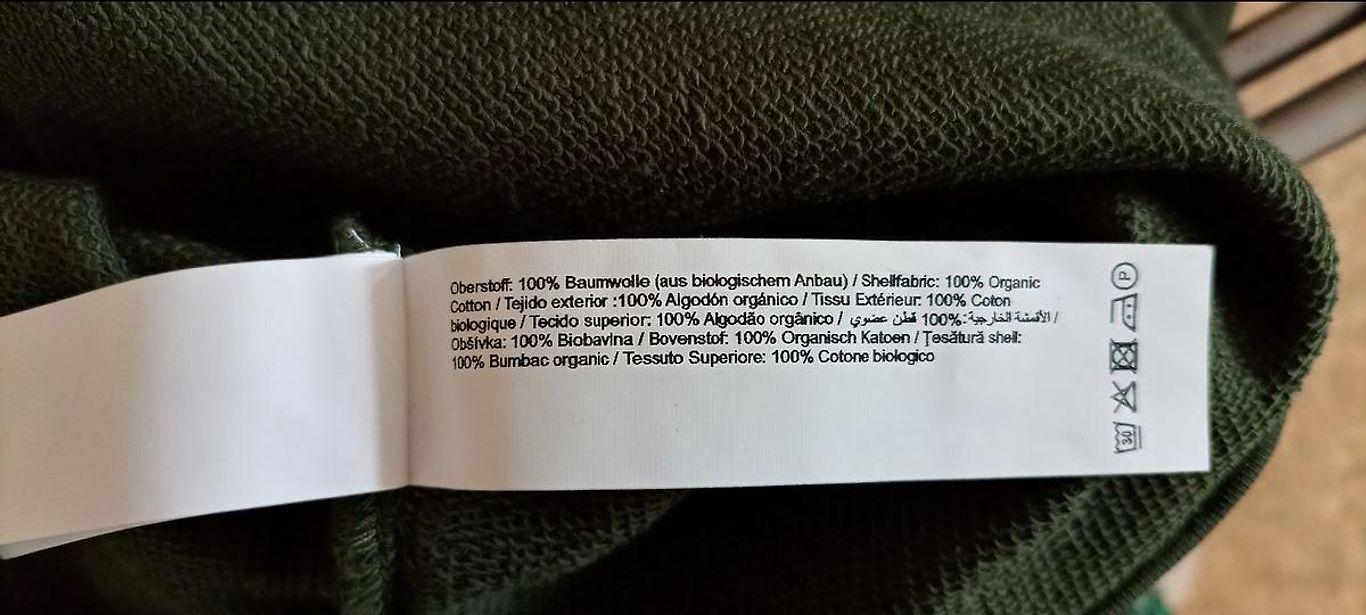 Oberstoff: 100% Baumwolle (aus biologischem Anbau) / Shellfabric: 100% Organic
Cotton / Tejido exterior :100% Algodón orgánico / Tissu Extérieur: 100% Coton
biologique / Tecido superior: 100% Algodão orgânico / الأقمشة الخارجية:100% قطن عضوي /
Obšívka: 100% Biobavlna / Bovenstof: 100% Organisch Katoen / Țesătură shell:
100% Bumbac organic / Tessuto Superiore: 100% Cotone biologico
P
30